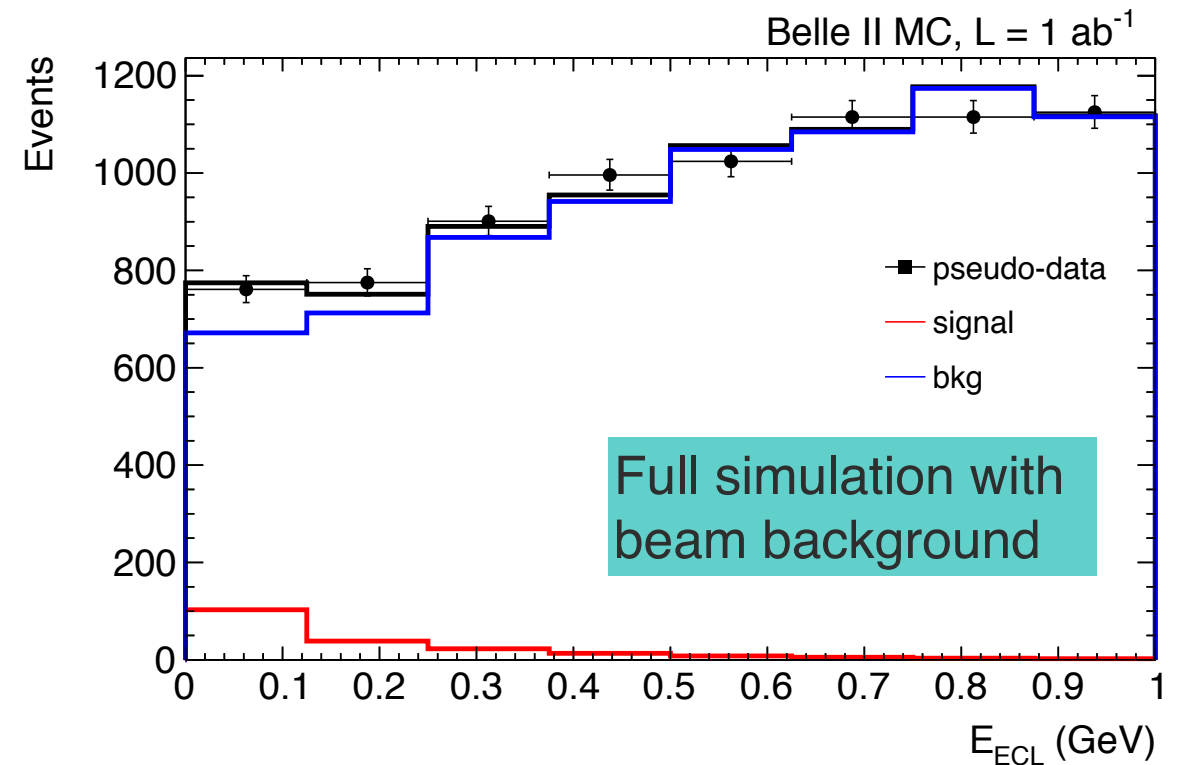 Belle II MC, L = 1 ab-1
Events
1200
1000
800
600
400
200
0
pseudo-data
signal
bkg
Full simulation with
beam background
0 0.1 0.2 0.3 0.4 0.5 0.6 0.7 0.8 0.9 1
EECL (GeV)